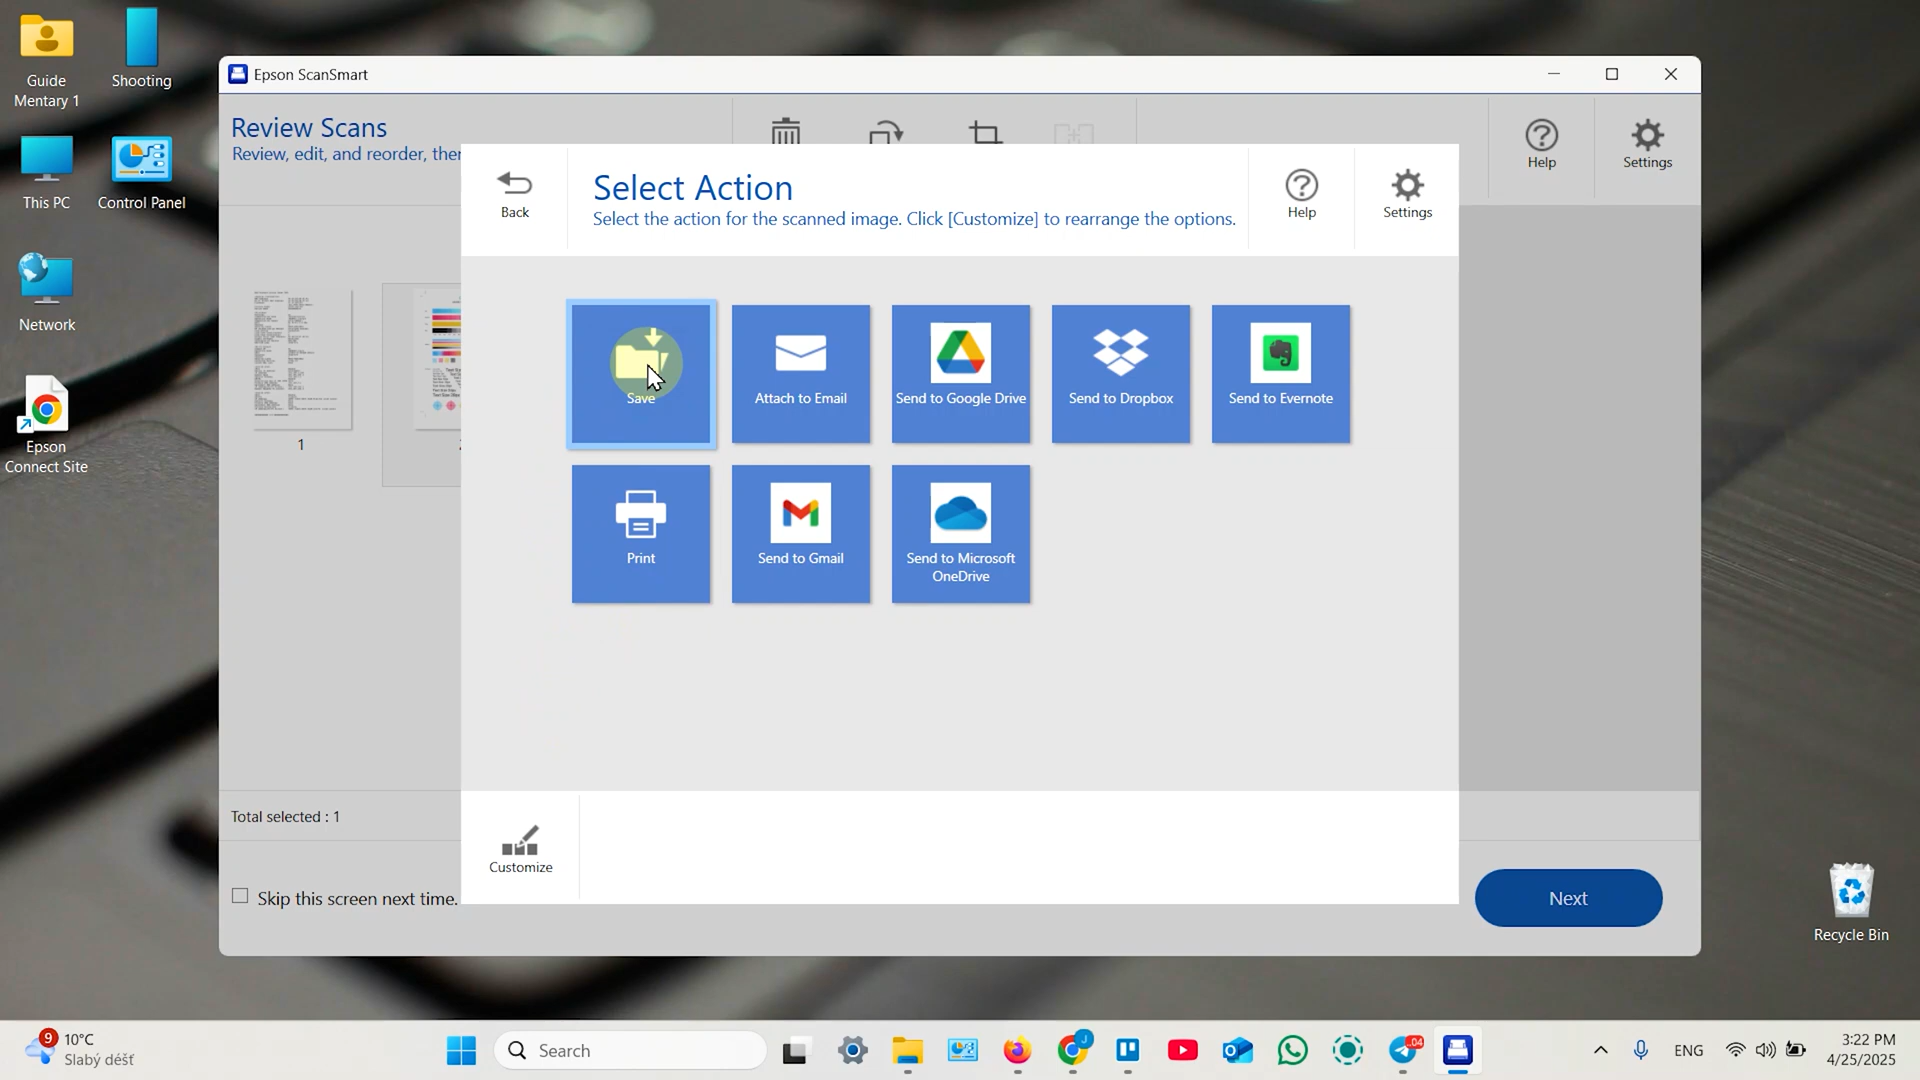 Guide
Mentary 1
Shooting
This PC
Control Panel
Network
Epson
Connect Site
Recycle Bin
Epson ScanSmart
Review Scans
Review, edit, and reorder, ther
Help
Settings
Back
Select Action
Select the action for the scanned image. Click [Customize] to rearrange the options.
Help
Settings
Save
Attach to Email
Send to Google Drive
Send to Dropbox
Send to Evernote
Print
Send to Gmail
Send to Microsoft
OneDrive
1
Total selected : 1
Customize
Skip this screen next time.
Next
9
10°C
Slabý déšť
Search
J
.04
ENG
3:22 PM
4/25/2025